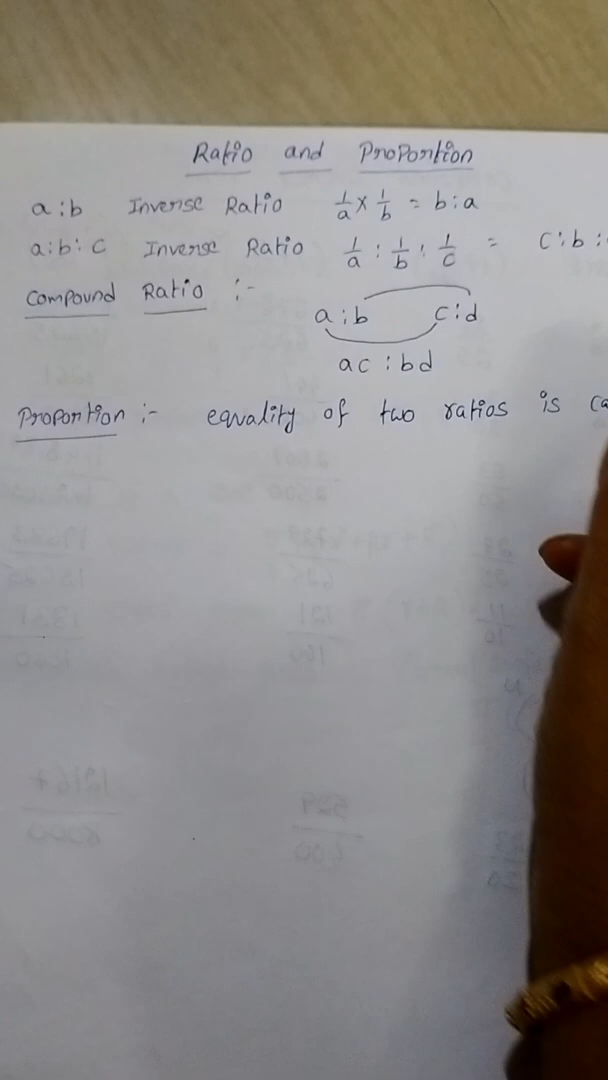 Ratio and Proportion
a:b Inverse Ratio 1/a × 1/b = b:a
a:b:c Inverse Ratio 1/a : 1/b : 1/c = c:b:
Compound Ratio :-
a:b c:d
ac:bd
Proportion :- equality of two ratios is